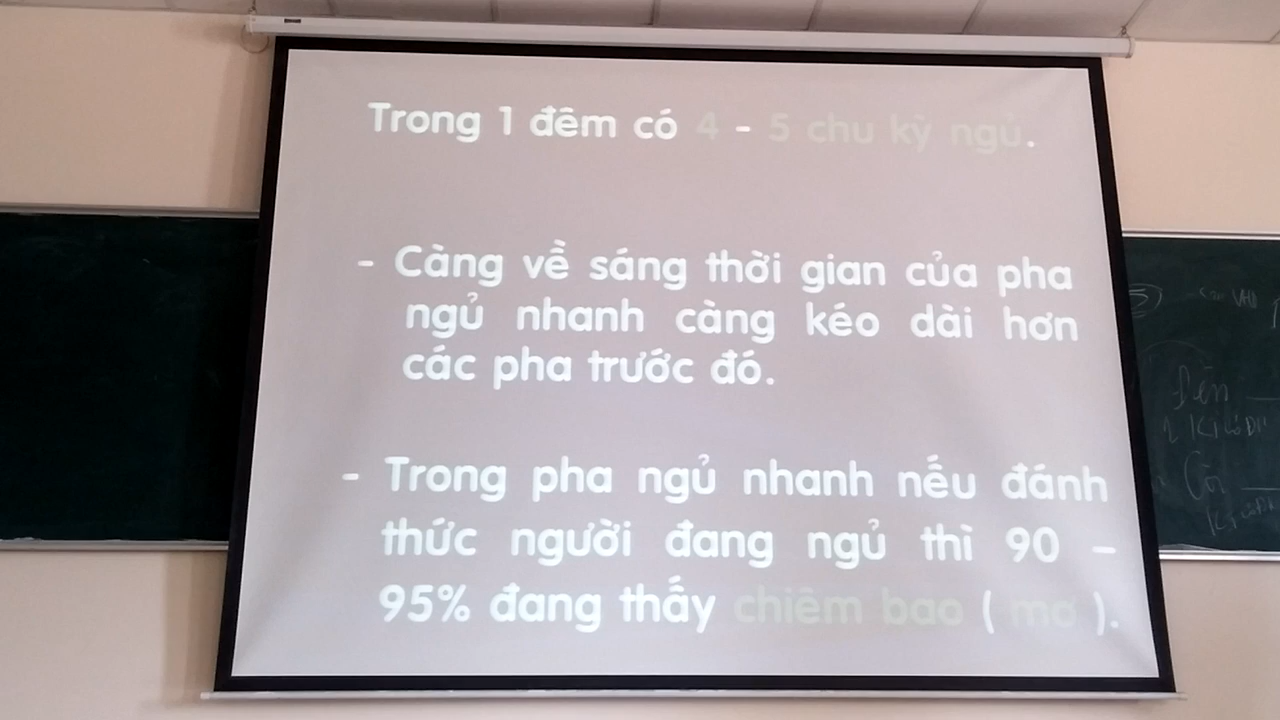 Trong 1 đêm có 4 - 5 chu kỳ ngủ.
- Càng về sáng thời gian của pha
ngủ nhanh càng kéo dài hơn
các pha trước đó.
- Trong pha ngủ nhanh nếu đánh
thức người đang ngủ thì 90 -
95% đang thấy chiêm bao ( mơ ).